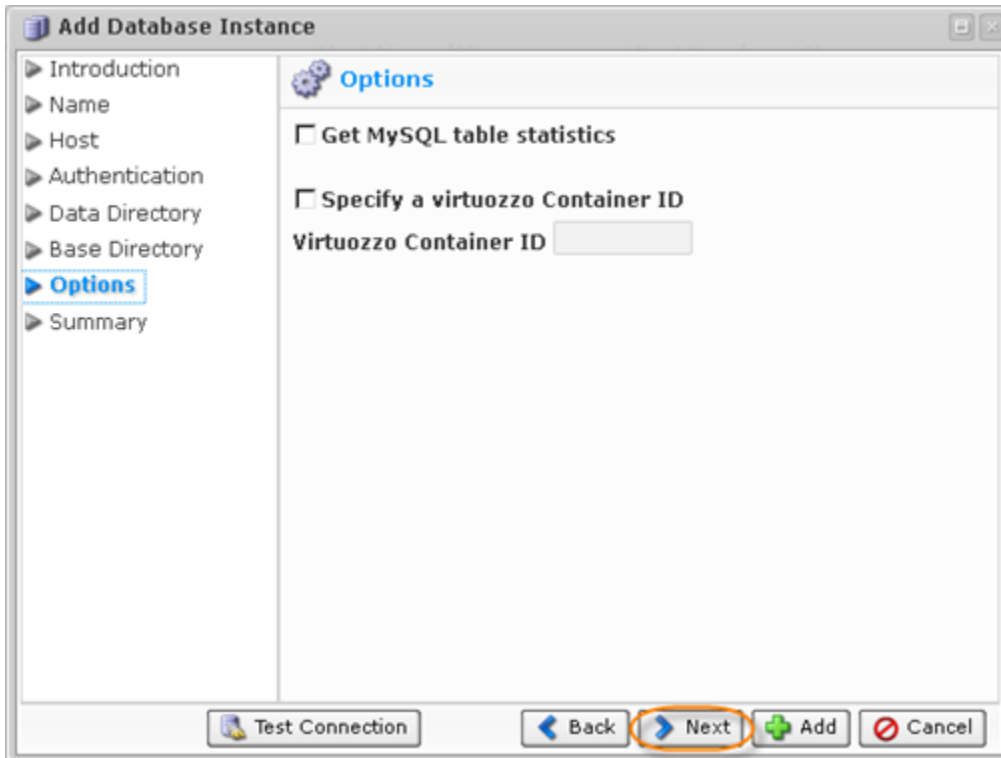 Add Database Instance
Introduction
Name
Host
Authentication
Data Directory
Base Directory
Options
Summary
Options
Get MySQL table statistics
Specify a virtuozzo Container ID
Virtuozzo Container ID
Test Connection
Back
Next
Add
Cancel